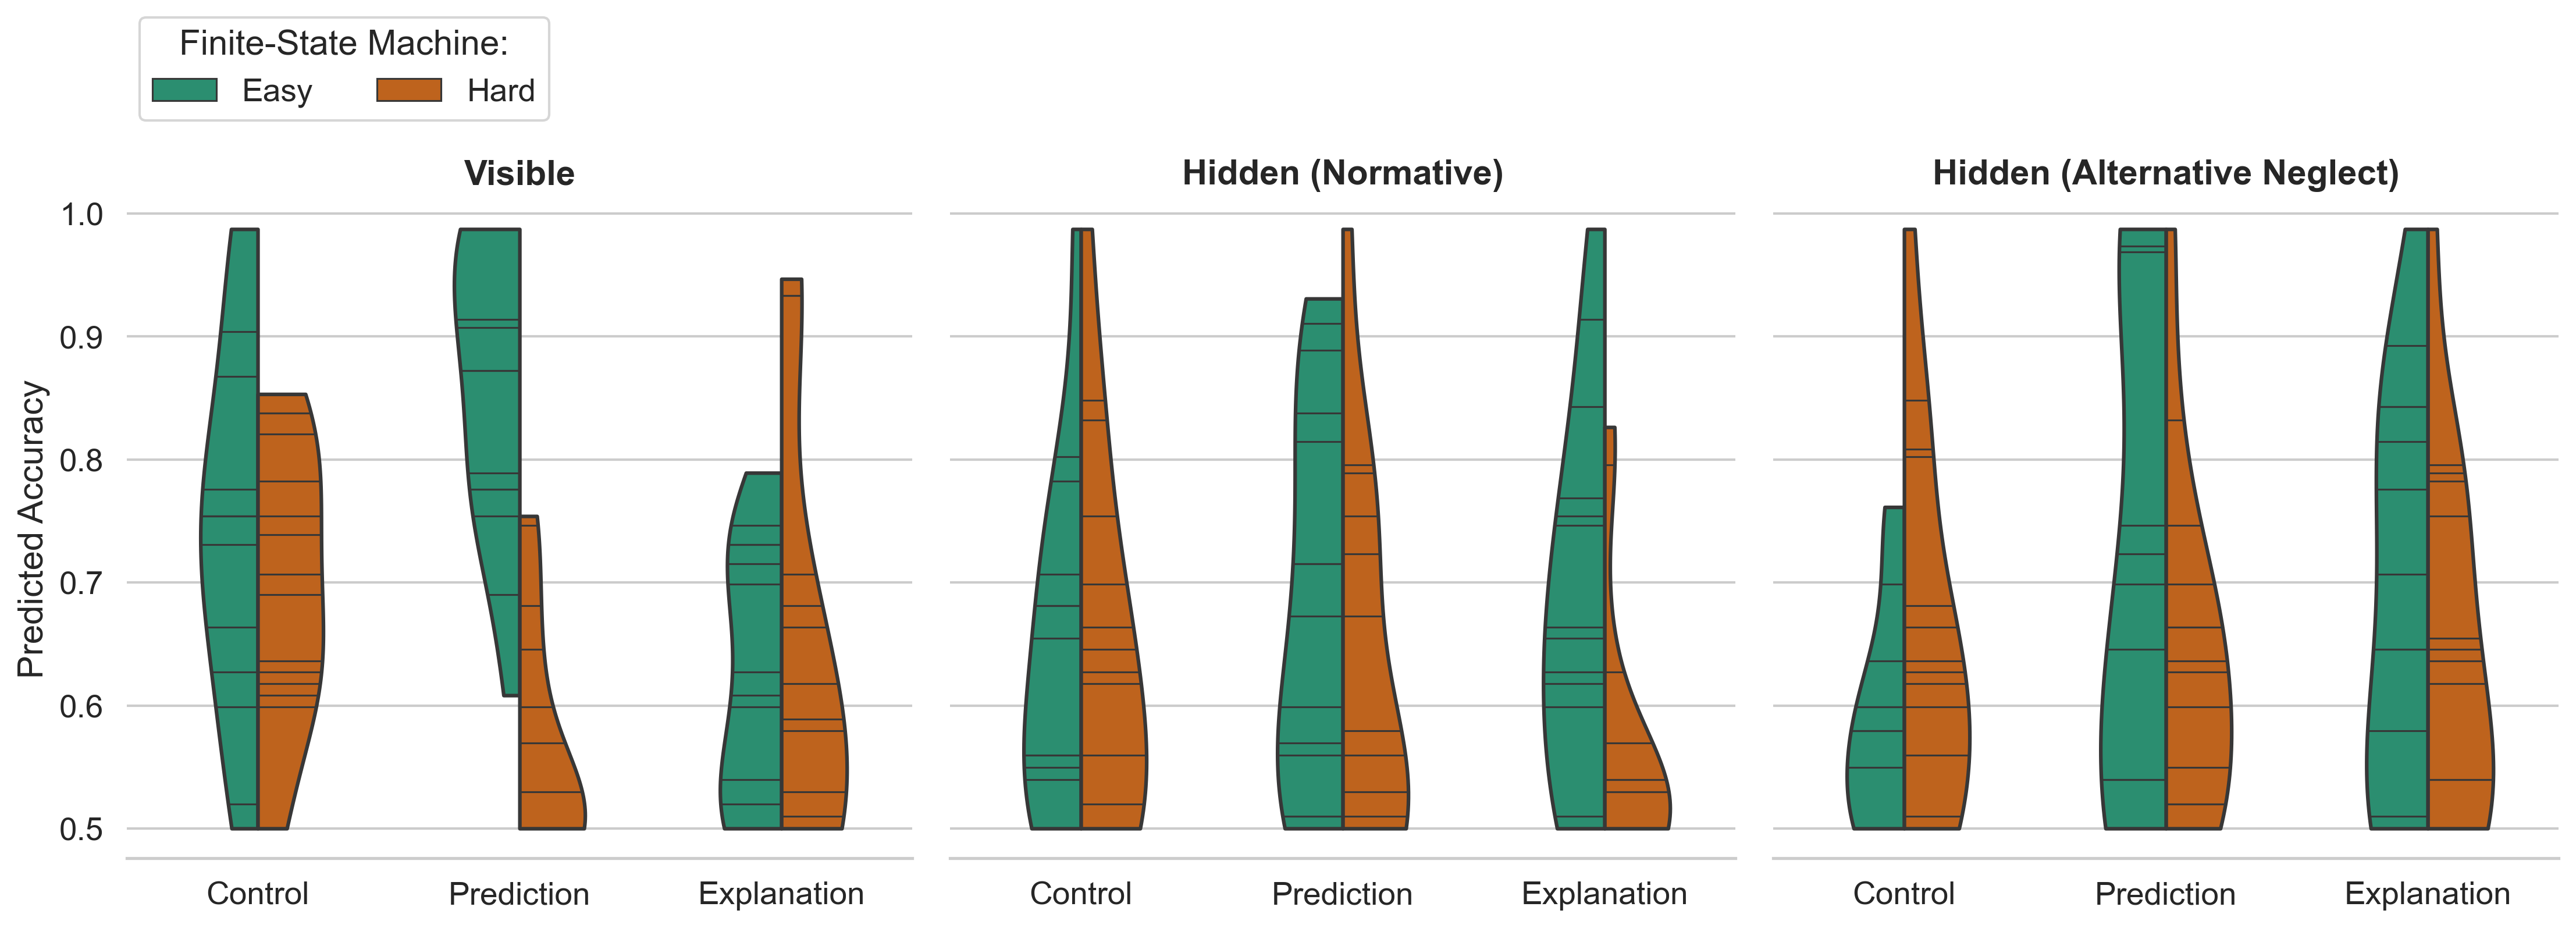 Finite-State Machine:
Easy Hard
Visible Hidden (Normative) Hidden (Alternative Neglect)
Predicted Accuracy
1.0
0.9
0.8
0.7
0.6
0.5
Control Prediction Explanation Control Prediction Explanation Control Prediction Explanation